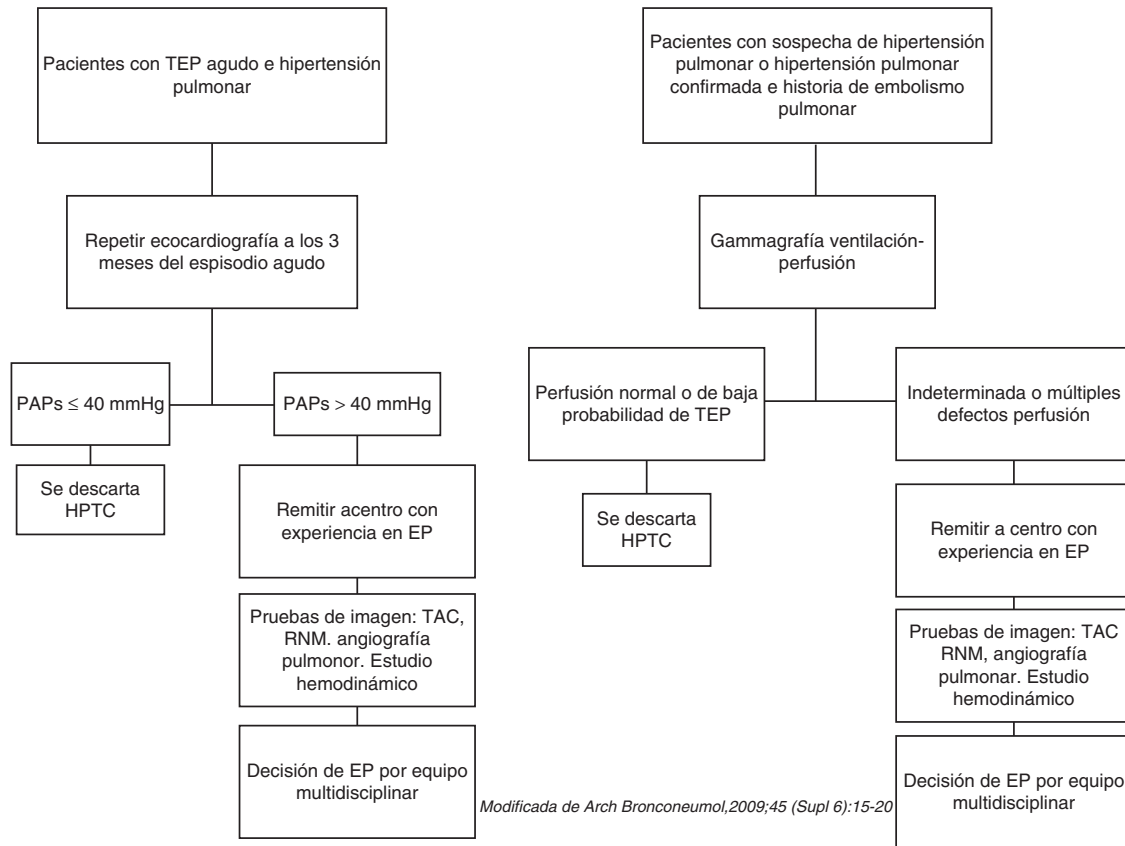 Pacientes con TEP agudo e hipertensión
pulmonar
Repetir ecocardiografía a los 3
meses del espisodio agudo
PAPs ≤ 40 mmHg
PAPs > 40 mmHg
Se descarta
HPTC
Remitir acentro con
experiencia en EP
Pruebas de imagen: TAC,
RNM. angiografía
pulmonor. Estudio
hemodinámico
Decisión de EP por equipo
multidisciplinar
Pacientes con sospecha de hipertensión
pulmonar o hipertensión pulmonar
confirmada e historia de embolismo
pulmonar
Gammagrafía ventilación-
perfusión
Perfusión normal o de baja
probabilidad de TEP
Indeterminada o múltiples
defectos perfusión
Se descarta
HPTC
Remitir a centro con
experiencia en EP
Pruebas de imagen: TAC
RNM, angiografía
pulmonar. Estudio
hemodinámico
Decisión de EP por equipo
multidisciplinar
Modificada de Arch Bronconeumol,2009;45 (Supl 6):15-20